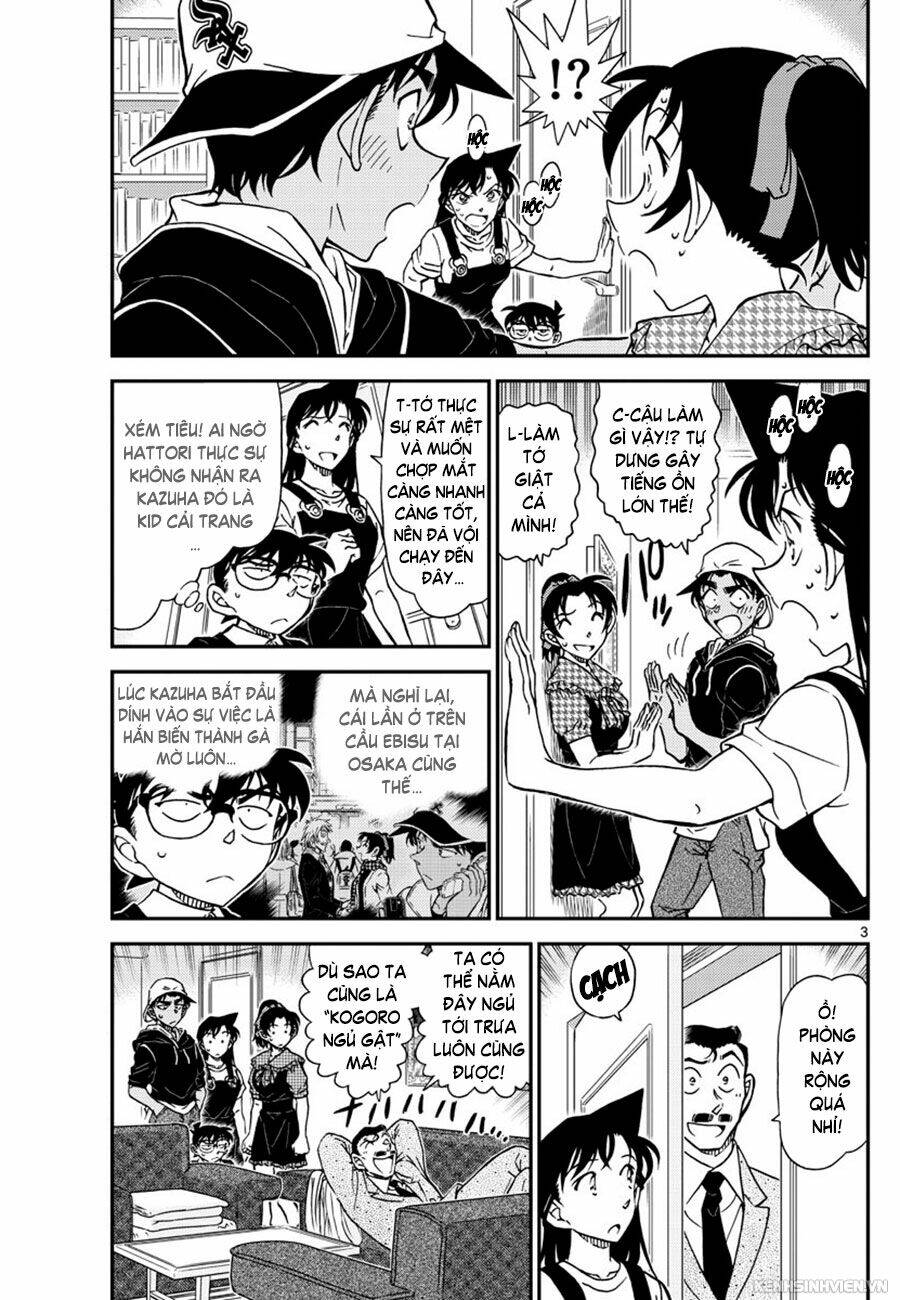 !?
HỘC
HỘC
HỘC
HỘC
C-CẬU LÀM
GÌ VẬY!? TỰ
DƯNG GÂY
TIẾNG ỒN
LỚN THẾ!
L-LÀM
TỚ
GIẬT
CẢ
MÌNH!
HỘC
HỘC
HỘC
T-TỚ THỰC
SỰ RẤT MỆT
VÀ MUỐN
CHỢP MẮT
CÀNG NHANH
CÀNG TỐT,
NÊN ĐÃ VỘI
CHẠY ĐẾN
ĐÂY...
XÉM TIÊU! AI NGỜ
HATTORI THỰC SỰ
KHÔNG NHẬN RA
KAZUHA ĐÓ LÀ
KID CẢI TRANG
...
MÀ NGHĨ LẠI,
CÁI LẦN Ở TRÊN
CẦU EBISU TẠI
OSAKA CŨNG
THẾ...
LÚC KAZUHA BẮT ĐẦU
DÍNH VÀO SỰ VIỆC LÀ
HẮN BIẾN THÀNH GÀ
MỜ LUÔN...
3
Ồ!
PHÒNG
NÀY
RỘNG
QUÁ
NHỈ!
CẠCH
TA CÓ
THỂ NẰM
ĐÂY NGỦ
TỚI TRƯA
LUÔN CŨNG
ĐƯỢC!
DÙ SAO TA
CŨNG LÀ
"KOGORO
NGỦ GẬT"
MÀ!
KENHSINHVIEN.VN